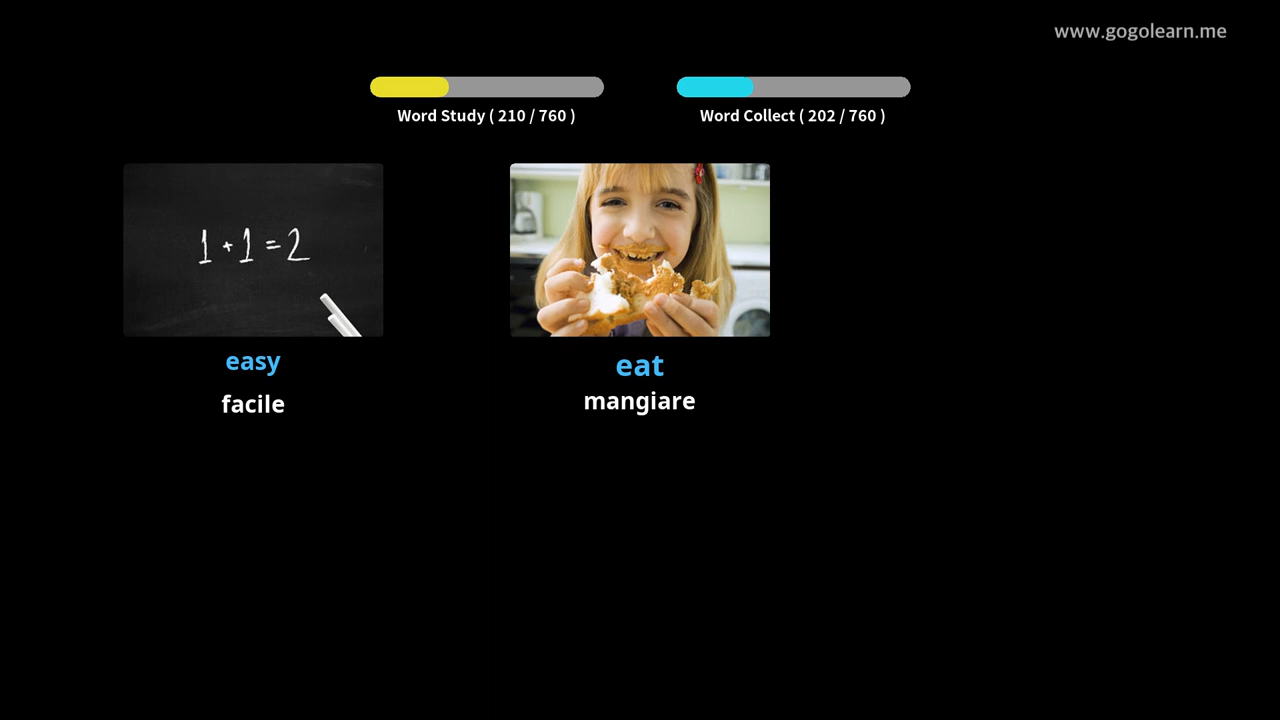 www.gogolearn.me
Word Study ( 210 / 760 )
Word Collect ( 202 / 760 )
1 + 1 = 2
easy
facile
eat
mangiare